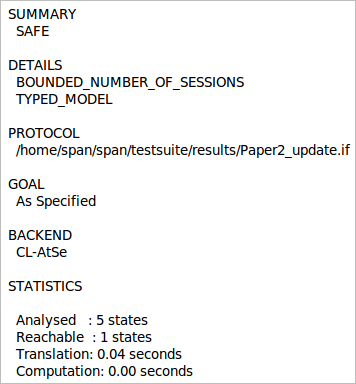 SUMMARY
SAFE
DETAILS
BOUNDED_NUMBER_OF_SESSIONS
TYPED_MODEL
PROTOCOL
/home/span/span/testsuite/results/Paper2_update.if
GOAL
As Specified
BACKEND
CL-AtSe
STATISTICS
Analysed : 5 states
Reachable : 1 states
Translation: 0.04 seconds
Computation: 0.00 seconds